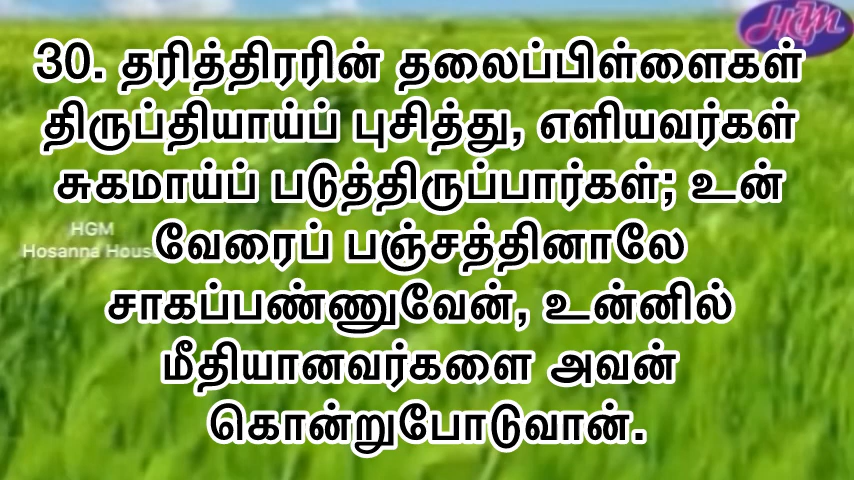 HGM
30. தரித்திரரின் தலைப்பிள்ளைகள்
திருப்தியாய்ப் புசித்து, எளியவர்கள்
சுகமாய்ப் படுத்திருப்பார்கள்; உன்
HGM
Hosanna House
வேரைப் பஞ்சத்தினாலே
சாகப்பண்ணுவேன், உன்னில்
மீதியானவர்களை அவன்
கொன்றுபோடுவான்.